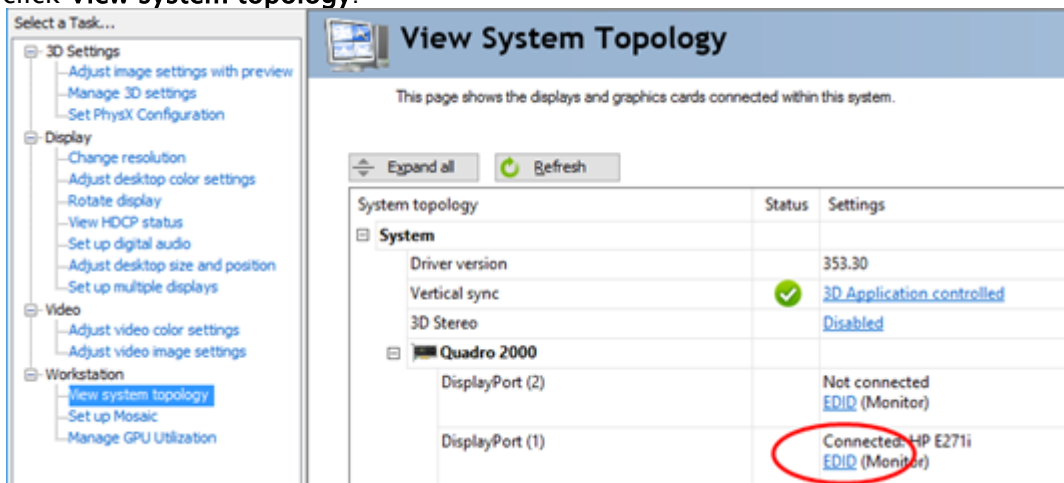 click View system topology.
Select a Task...
3D Settings
Adjust image settings with preview
Manage 3D settings
Set PhysX Configuration
Display
Change resolution
Adjust desktop color settings
Rotate display
View HDCP status
Set up digital audio
Adjust desktop size and position
Set up multiple displays
Video
Adjust video color settings
Adjust video image settings
Workstation
View system topology
Set up Mosaic
Manage GPU Utilization
View System Topology
This page shows the displays and graphics cards connected within this system.
Expand all Refresh
System topology Status Settings
System
Driver version 353.30
Vertical sync 3D Application controlled
3D Stereo Disabled
Quadro 2000
DisplayPort (2) Not connected
EDID (Monitor)
DisplayPort (1) Connected: HP E271i
EDID (Monitor)